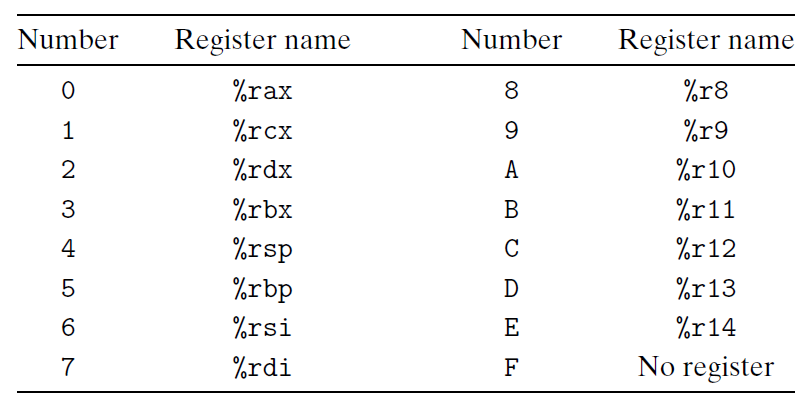 Number Register name Number Register name
0 %rax 8 %r8
1 %rcx 9 %r9
2 %rdx A %r10
3 %rbx B %r11
4 %rsp C %r12
5 %rbp D %r13
6 %rsi E %r14
7 %rdi F No register